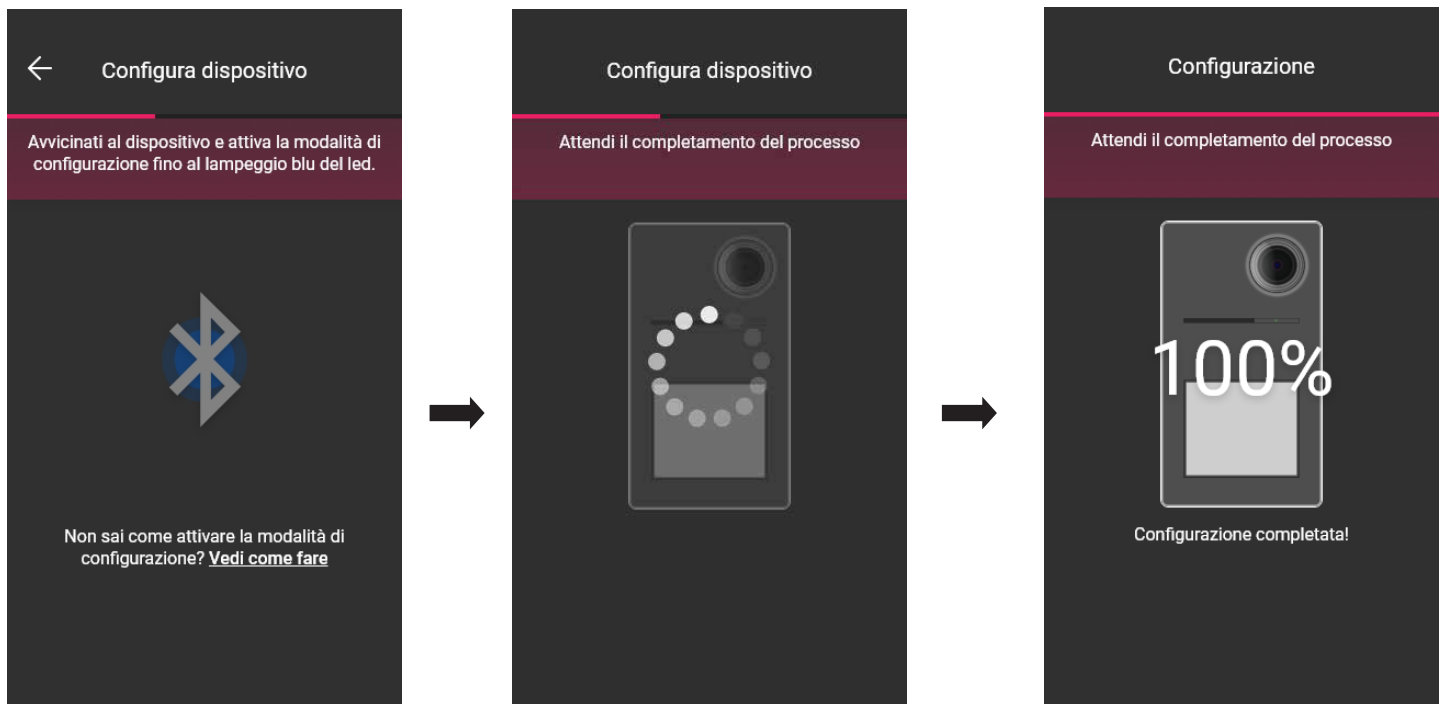 Configura dispositivo
Avvicinati al dispositivo e attiva la modalità di
configurazione fino al lampeggio blu del led.
Non sai come attivare la modalità di
configurazione? Vedi come fare
Configura dispositivo
Attendi il completamento del processo
Configurazione
Attendi il completamento del processo
100%
Configurazione completata!